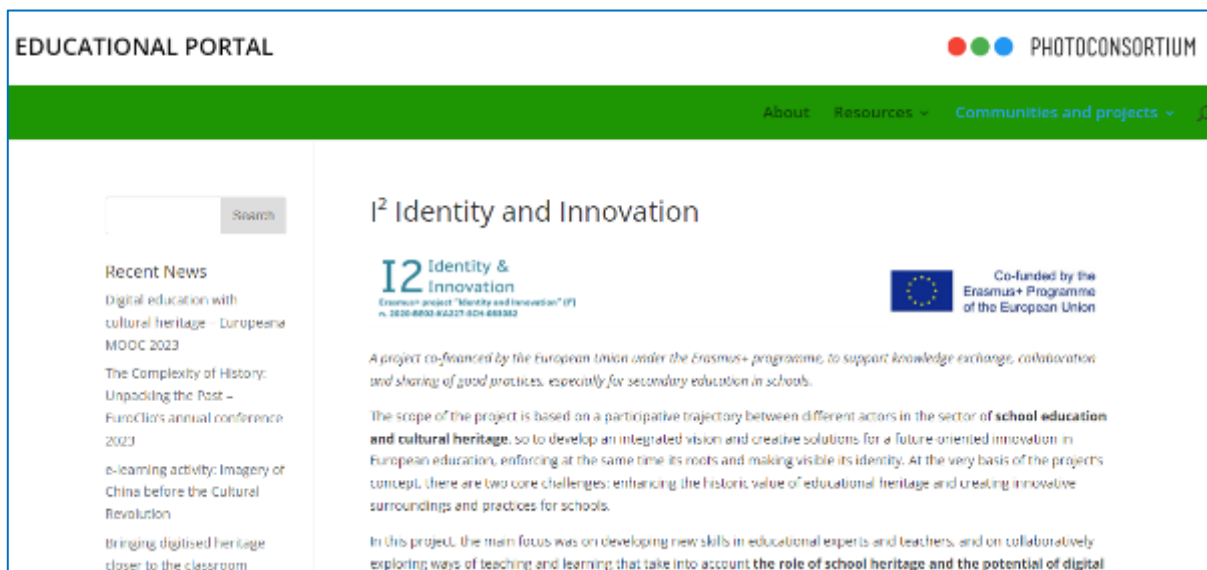 EDUCATIONAL PORTAL
PHOTOCONSORTIUM
About Resources Communities and projects
Search
Recent News
Digital education with
cultural heritage – Europeana
MOOC 2023
The Complexity of History:
Unpacking the Past –
EuroClio's annual conference
2023
e-learning activity: Imagery of
China before the Cultural
Revolution
Bringing digitised heritage
closer to the classroom
I² Identity and Innovation
I2 Identity &
Innovation
Erasmus+ project "Identity and Innovation" (I²)
Co-funded by the
Erasmus+ Programme
of the European Union
A project co-financed by the European Union under the Erasmus+ programme, to support knowledge exchange, collaboration
and sharing of good practices, especially for secondary education in schools.
The scope of the project is based on a participative trajectory between different actors in the sector of school education
and cultural heritage, so to develop an integrated vision and creative solutions for a future-oriented innovation in
European education, enforcing at the same time its roots and making visible its identity. At the very basis of the project's
concept, there are two core challenges: enhancing the historic value of educational heritage and creating innovative
surroundings and practices for schools.
In this project, the main focus was on developing new skills in educational experts and teachers, and on collaboratively
exploring ways of teaching and learning that take into account the role of school heritage and the potential of digital